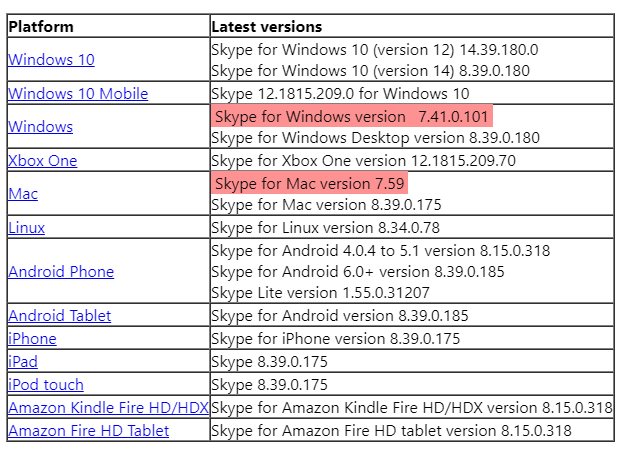 Platform Latest versions
Windows 10
Skype for Windows 10 (version 12) 14.39.180.0
Skype for Windows 10 (version 14) 8.39.0.180
Windows 10 Mobile Skype 12.1815.209.0 for Windows 10
Windows
Skype for Windows version 7.41.0.101
Skype for Windows Desktop version 8.39.0.180
Xbox One Skype for Xbox One version 12.1815.209.70
Mac
Skype for Mac version 7.59
Skype for Mac version 8.39.0.175
Linux Skype for Linux version 8.34.0.78
Android Phone
Skype for Android 4.0.4 to 5.1 version 8.15.0.318
Skype for Android 6.0+ version 8.39.0.185
Skype Lite version 1.55.0.31207
Android Tablet Skype for Android version 8.39.0.185
iPhone Skype for iPhone version 8.39.0.175
iPad Skype 8.39.0.175
iPod touch Skype 8.39.0.175
Amazon Kindle Fire HD/HDX Skype for Amazon Kindle Fire HD/HDX version 8.15.0.318
Amazon Fire HD Tablet Skype for Amazon Fire HD tablet version 8.15.0.318